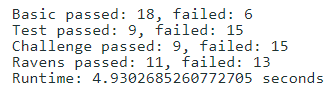 Basic passed: 18, failed: 6
Test passed: 9, failed: 15
Challenge passed: 9, failed: 15
Ravens passed: 11, failed: 13
Runtime: 4.9302685260772705 seconds